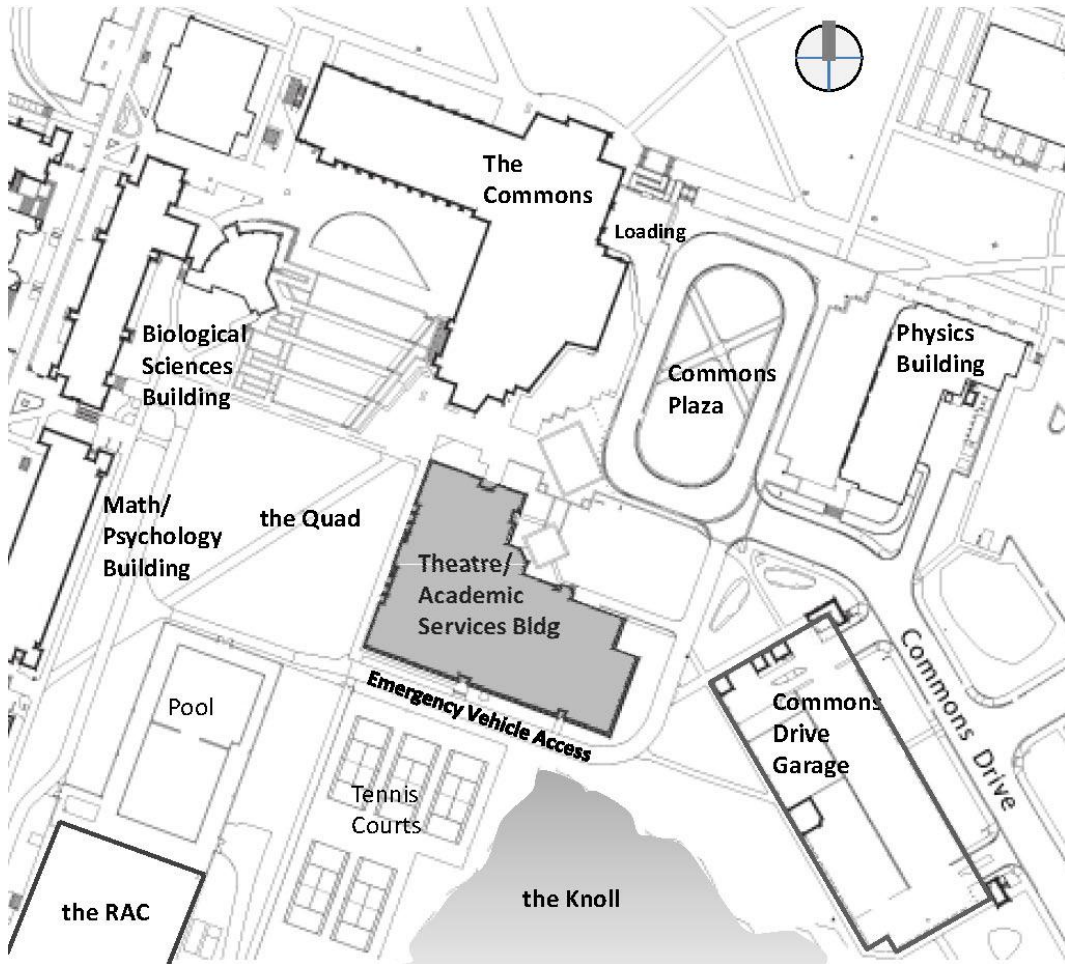 The
Commons
Loading
Biological
Sciences
Building
Physics
Building
Commons
Plaza
Math/
Psychology
Building
the Quad
Theatre/
Academic
Services Bldg
Emergency Vehicle Access
Pool
Commons
Drive
Garage
Commons Drive
Tennis
Courts
the RAC
the Knoll